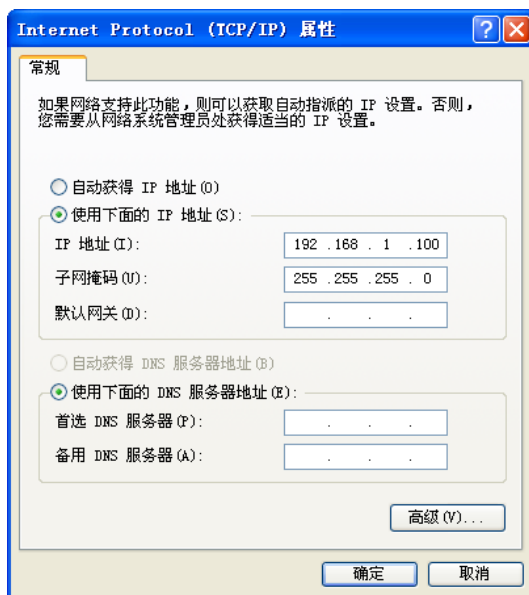 Internet Protocol (TCP/IP) 属性
常规
如果网络支持此功能，则可以获取自动指派的 IP 设置。否则，
您需要从网络系统管理员处获得适当的 IP 设置。
自动获得 IP 地址(O)
使用下面的 IP 地址(S):
IP 地址(I): 192 .168 . 1 .100
子网掩码(U): 255 .255 .255 . 0
默认网关(D): . . .
自动获得 DNS 服务器地址(B)
使用下面的 DNS 服务器地址(E):
首选 DNS 服务器(P): . . .
备用 DNS 服务器(A): . . .
高级(V)...
确定 取消